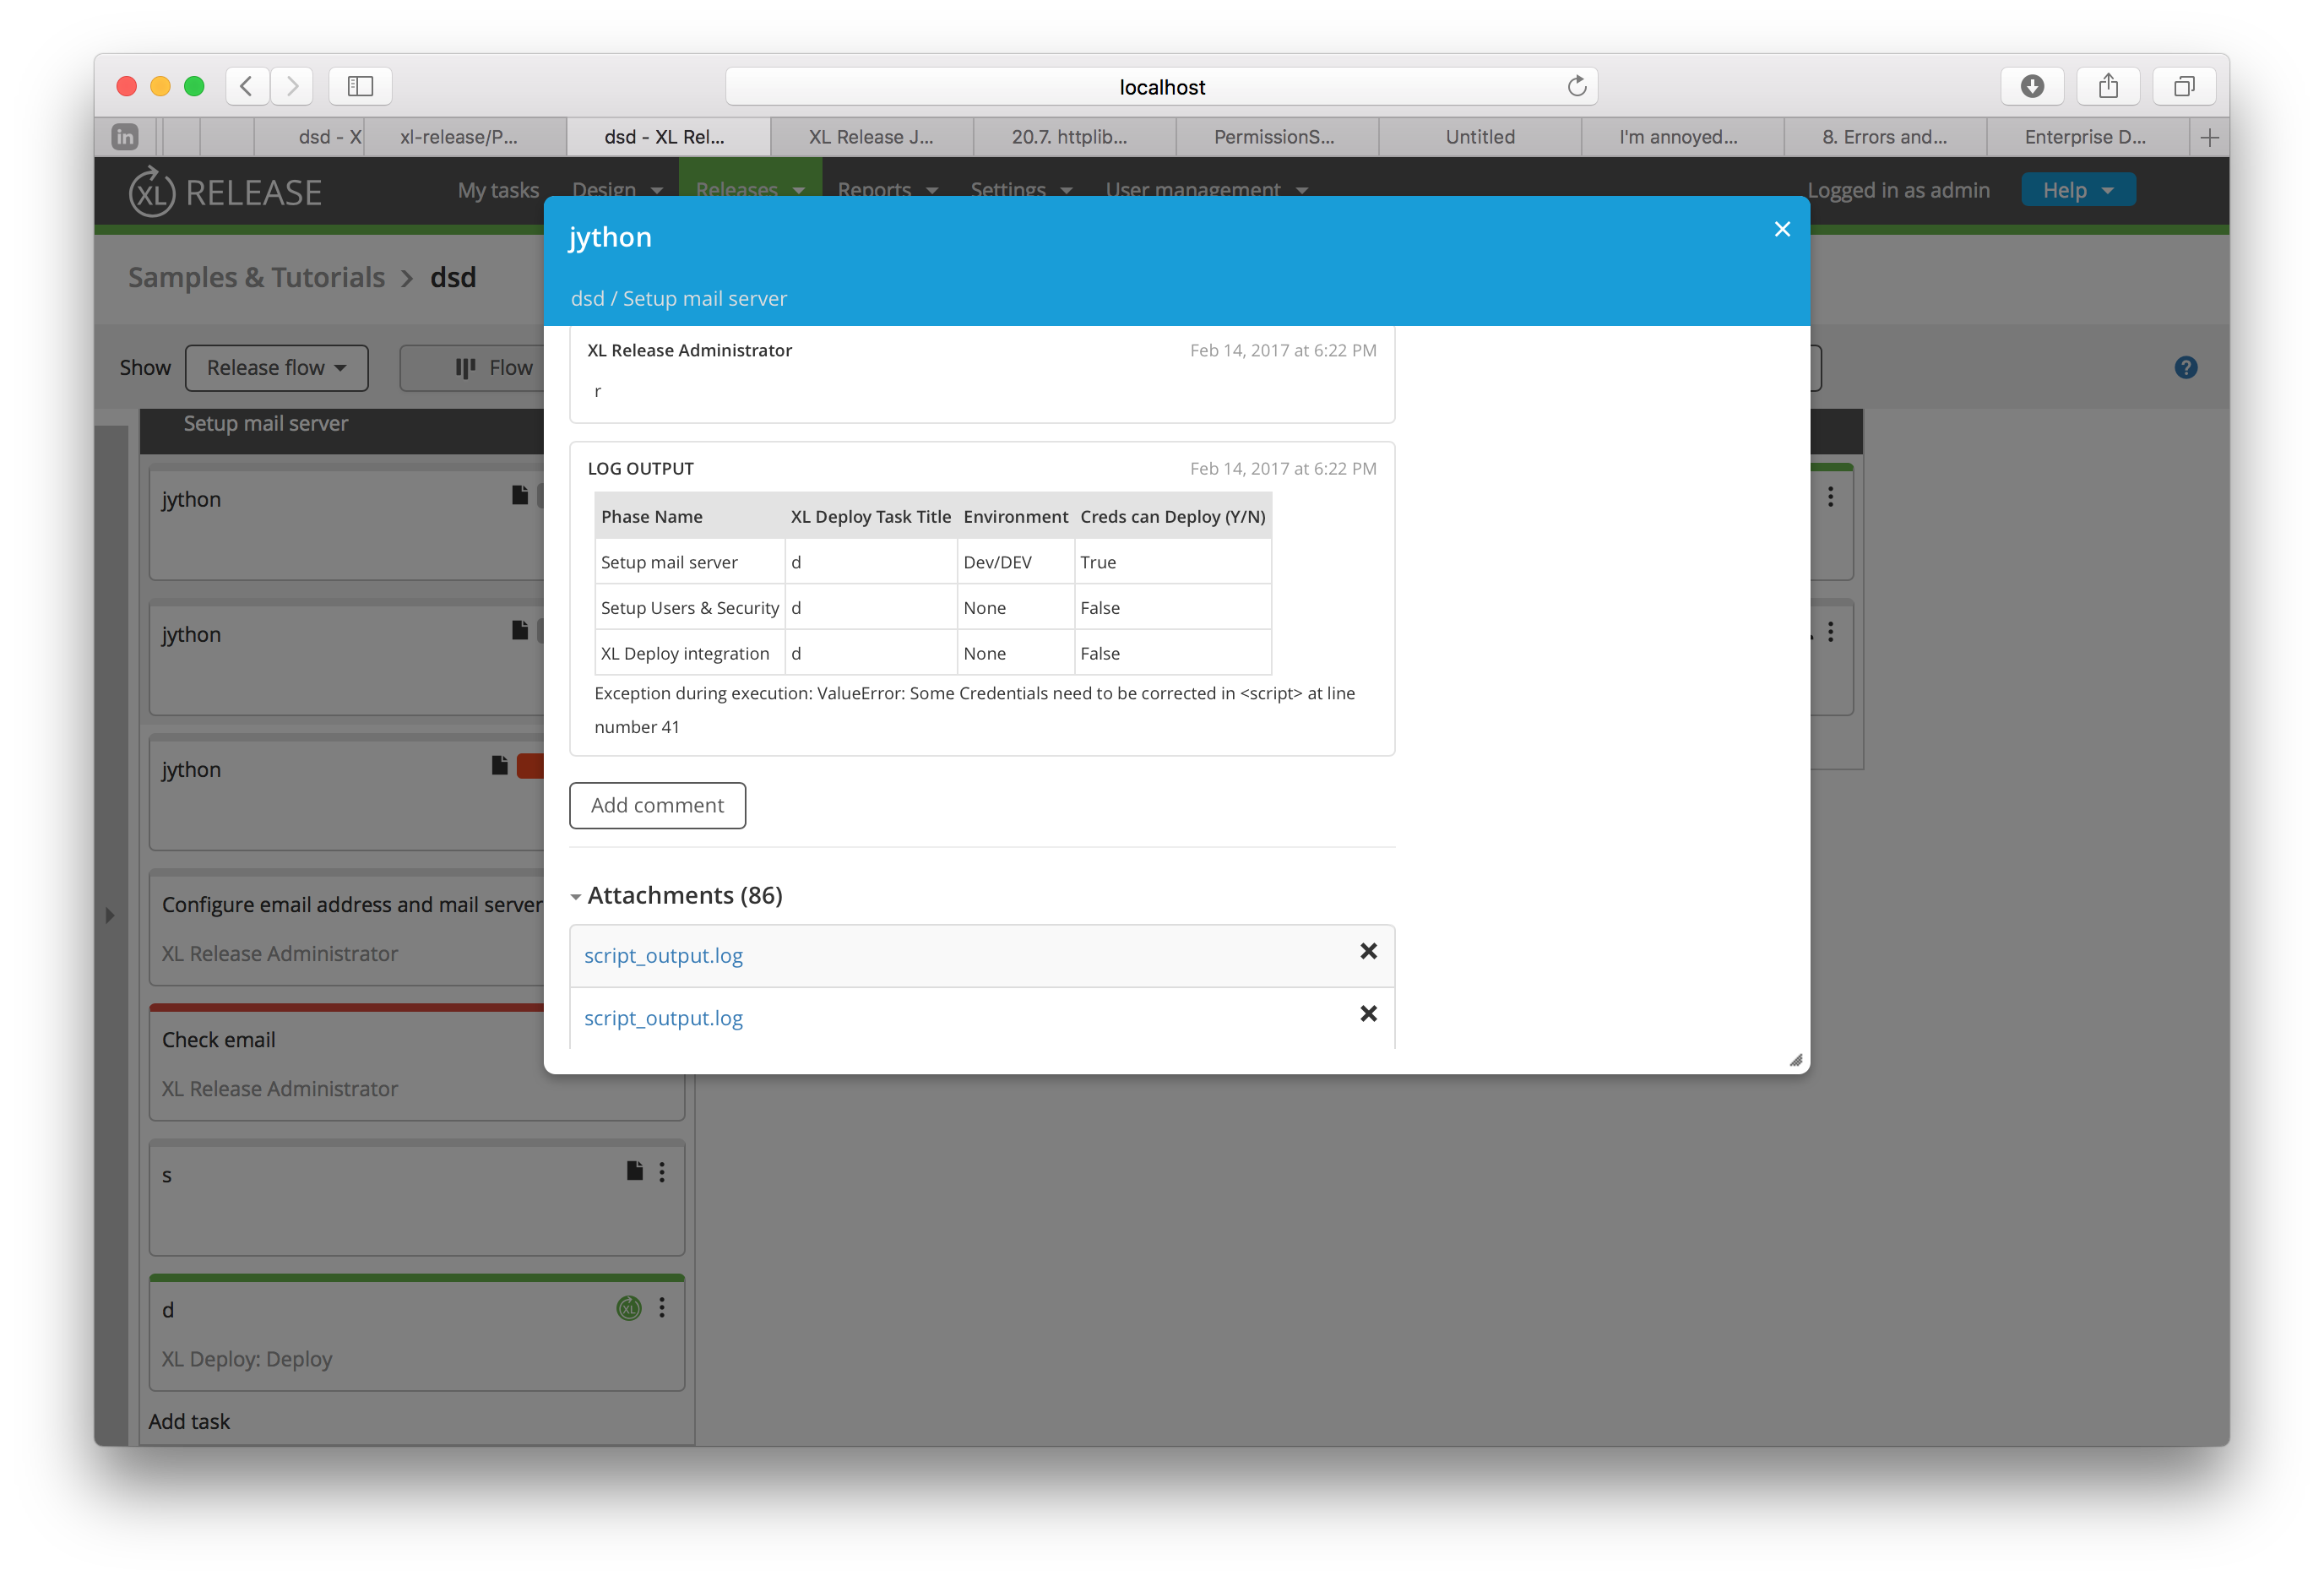 localhost
in
dsd - X
xl-release/P...
dsd - XL Rel...
XL Release J...
20.7. httplib...
PermissionS...
Untitled
I'm annoyed...
8. Errors and...
Enterprise D...
XL RELEASE
My tasks
Design
Releases
Reports
Settings
User management
Logged in as admin
Help
Samples & Tutorials > dsd
Show
Release flow
Flow
?
jython
dsd / Setup mail server
XL Release Administrator
Feb 14, 2017 at 6:22 PM
r
LOG OUTPUT
Feb 14, 2017 at 6:22 PM
Phase Name XL Deploy Task Title Environment Creds can Deploy (Y/N)
Setup mail server d Dev/DEV True
Setup Users & Security d None False
XL Deploy integration d None False
Exception during execution: ValueError: Some Credentials need to be corrected in <script> at line
number 41
Add comment
Attachments (86)
script_output.log
script_output.log
Setup mail server
jython
jython
jython
Configure email address and mail server
XL Release Administrator
Check email
XL Release Administrator
s
d
XL
XL Deploy: Deploy
Add task